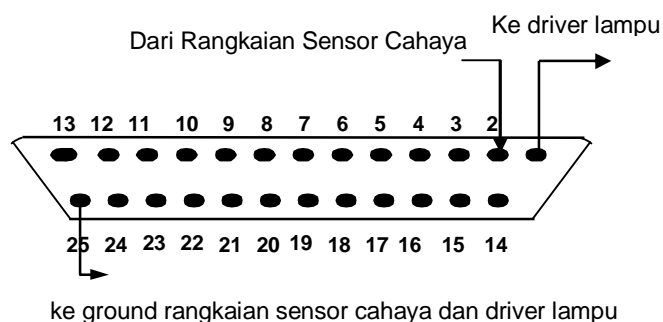 Ke driver lampu
Dari Rangkaian Sensor Cahaya
13 12 11 10 9 8 7 6 5 4 3 2
25 24 23 22 21 20 19 18 17 16 15 14
ke ground rangkaian sensor cahaya dan driver lampu